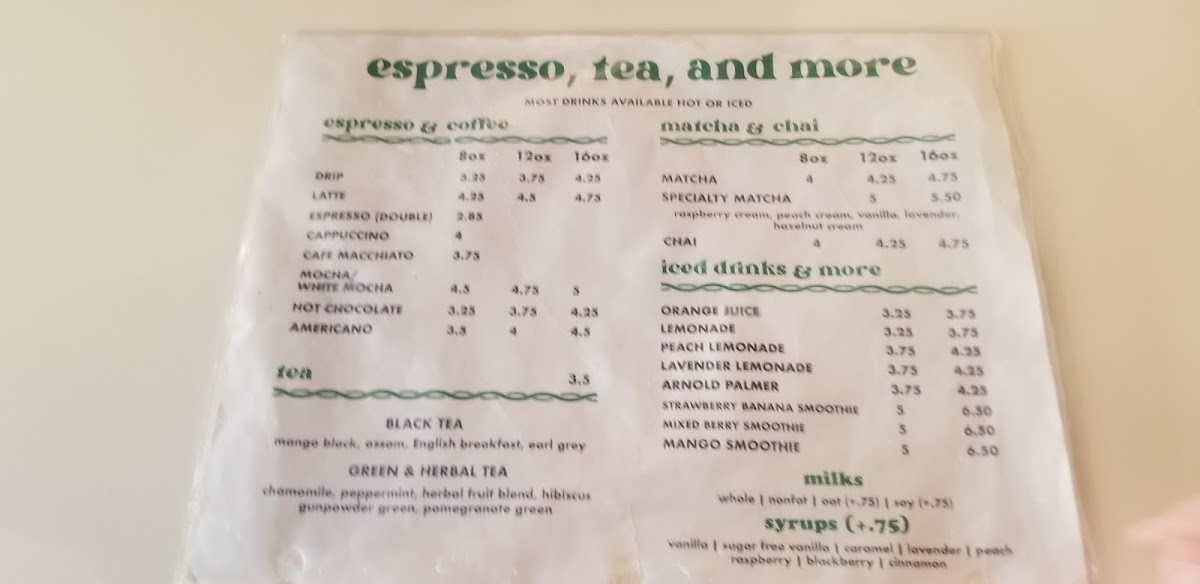 espresso, tea, and more
MOST DRINKS AVAILABLE HOT OR ICED
espresso & coffee
8oz 12oz 16oz
DRIP 3.25 3.75 4.25
LATTE 4.25 4.5 4.75
ESPRESSO (DOUBLE) 2.85
CAPPUCCINO 4
CAFE MACCHIATO 3.75
MOCHA/
WHITE MOCHA 4.5 4.75 5
HOT CHOCOLATE 3.25 3.75 4.25
AMERICANO 3.5 4 4.5
tea 3.5
BLACK TEA
mango black, assam, English breakfast, earl grey
GREEN & HERBAL TEA
chamomile, peppermint, herbal fruit blend, hibiscus
gunpowder green, pomegranate green
matcha & chai
8oz 12oz 16oz
MATCHA 4 4.25 4.75
SPECIALTY MATCHA 5 5.50
raspberry cream, peach cream, vanilla, lavender,
hazelnut cream
CHAI 4 4.25 4.75
iced drinks & more
ORANGE JUICE 3.25 3.75
LEMONADE 3.25 3.75
PEACH LEMONADE 3.75 4.25
LAVENDER LEMONADE 3.75 4.25
ARNOLD PALMER 3.75 4.25
STRAWBERRY BANANA SMOOTHIE 5 6.50
MIXED BERRY SMOOTHIE 5 6.50
MANGO SMOOTHIE 5 6.50
milks
whole | nonfat | oat (+.75) | soy (+.75)
syrups (+.75)
vanilla | sugar free vanilla | caramel | lavender | peach
raspberry | blackberry | cinnamon